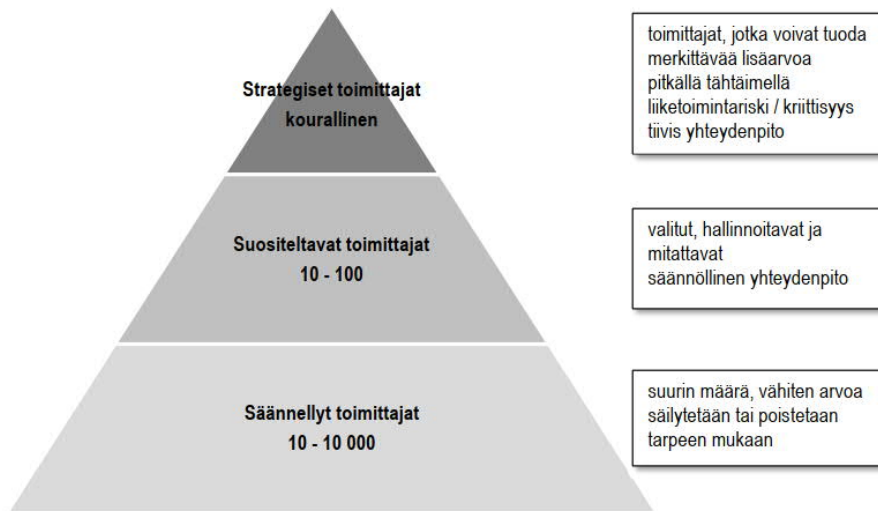 Strategiset toimittajat
kourallinen
toimittajat, jotka voivat tuoda
merkittävää lisäarvoa
pitkällä tähtäimellä
liiketoimintariski / kriittisyys
tiivis yhteydenpito
Suositeltavat toimittajat
10 - 100
valitut, hallinnoitavat ja
mitattavat
säännöllinen yhteydenpito
Säännellyt toimittajat
10 - 10 000
suurin määrä, vähiten arvoa
säilytetään tai poistetaan
tarpeen mukaan